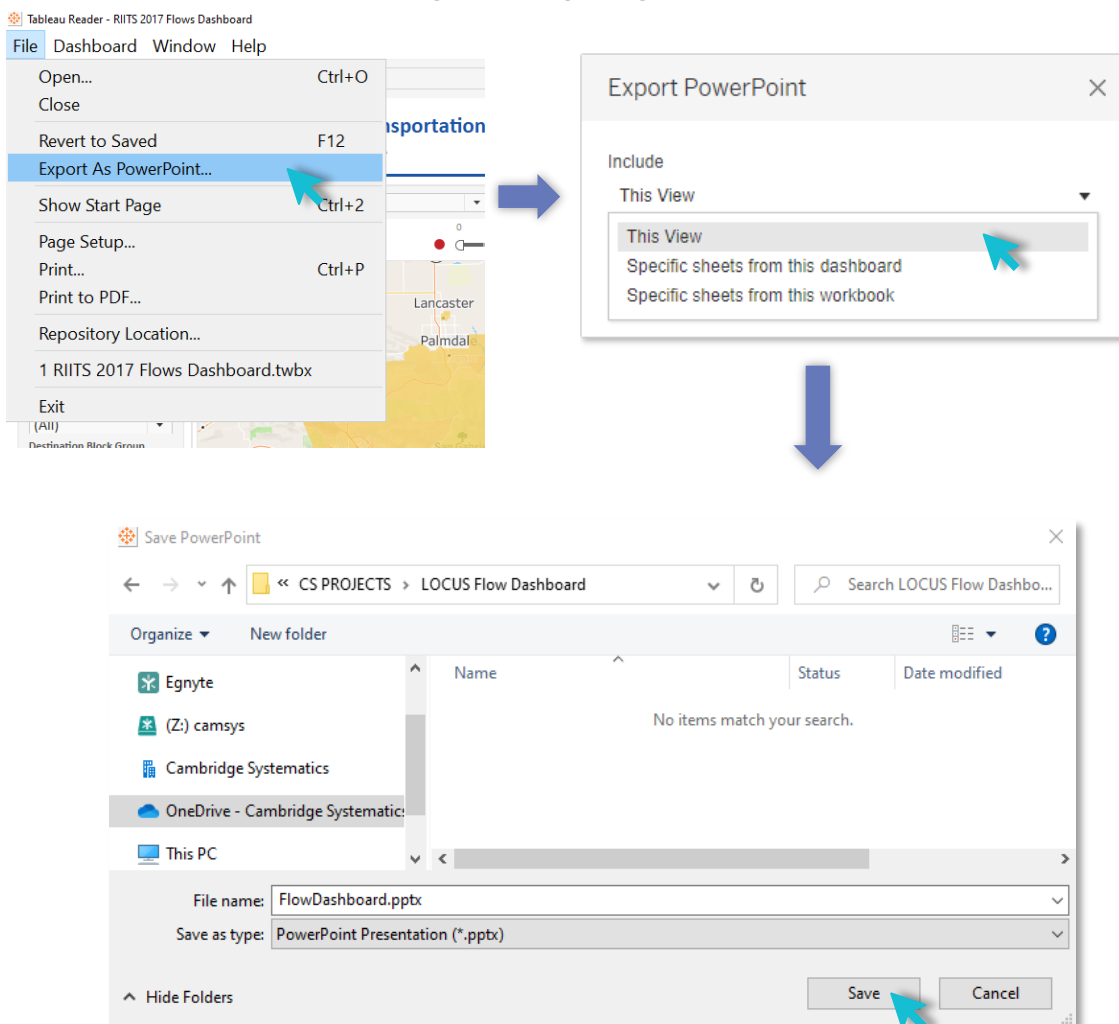 Tableau Reader - RIITS 2017 Flows Dashboard
File Dashboard Window Help
Open... Ctrl+O
Close
Revert to Saved F12
Export As PowerPoint...
Show Start Page Ctrl+2
Page Setup...
Print... Ctrl+P
Print to PDF...
Repository Location...
1 RIITS 2017 Flows Dashboard.twbx
Exit
(All)
Destination Block Group
nsportation
0
Lancaster
Palmdale
Export PowerPoint
Include
This View
This View
Specific sheets from this dashboard
Specific sheets from this workbook
Save PowerPoint
« CS PROJECTS > LOCUS Flow Dashboard
Search LOCUS Flow Dashbo...
Organize New folder
?
Name Status Date modified
No items match your search.
Egnyte
(Z:) camsys
Cambridge Systematics
OneDrive - Cambridge Systematics
This PC
File name: FlowDashboard.pptx
Save as type: PowerPoint Presentation (*.pptx)
Hide Folders
Save Cancel